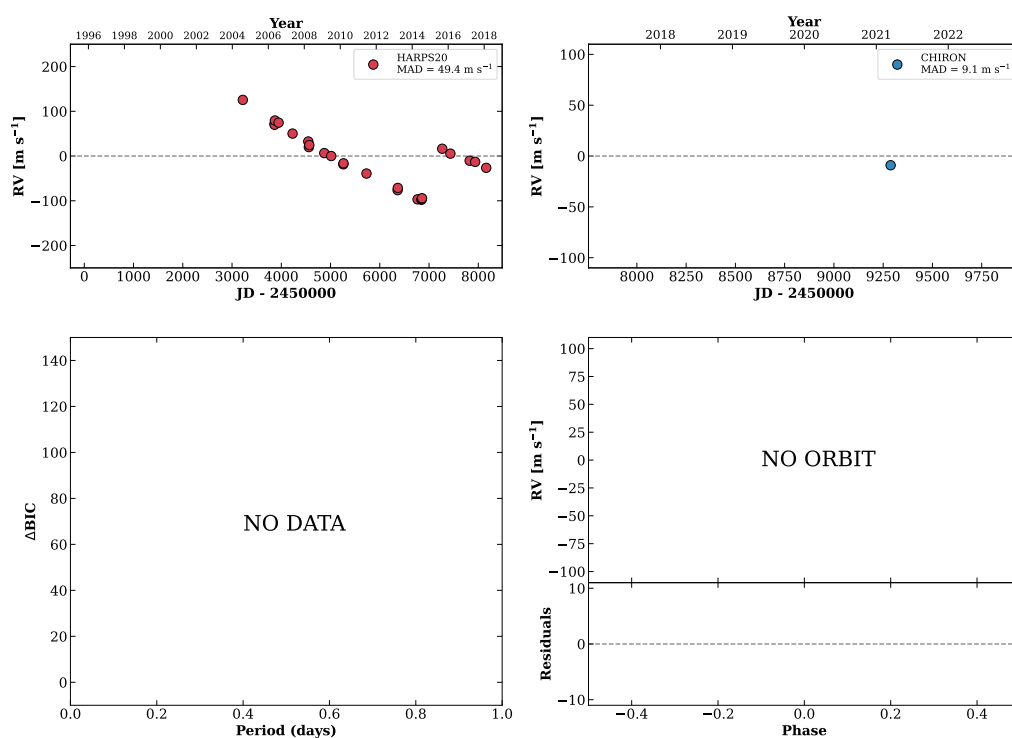 Year
1996 1998 2000 2002 2004 2006 2007 2008 2010 2012 2014 2016 2017 2018
HARPS20
MAD = 49.4 m s⁻¹
RV [m s⁻¹]
200
100
0
−100
−200
0 1000 2000 3000 4000 5000 6000 7000 8000
JD - 2450000
Year
2018 2019 2020 2021 2022
CHIRON
MAD = 9.1 m s⁻¹
RV [m s⁻¹]
100
50
0
−50
−100
8000 8250 8500 8750 9000 9250 9500 9750
JD - 2450000
ΔBIC
140
120
100
80
60
40
20
0
NO DATA
0.0 0.2 0.4 0.6 0.8 1.0
Period (days)
RV [m s⁻¹]
100
75
50
25
0
−25
−50
−75
−100
NO ORBIT
Residuals
10
0
−10
−0.4 −0.2 0.0 0.2 0.4
Phase